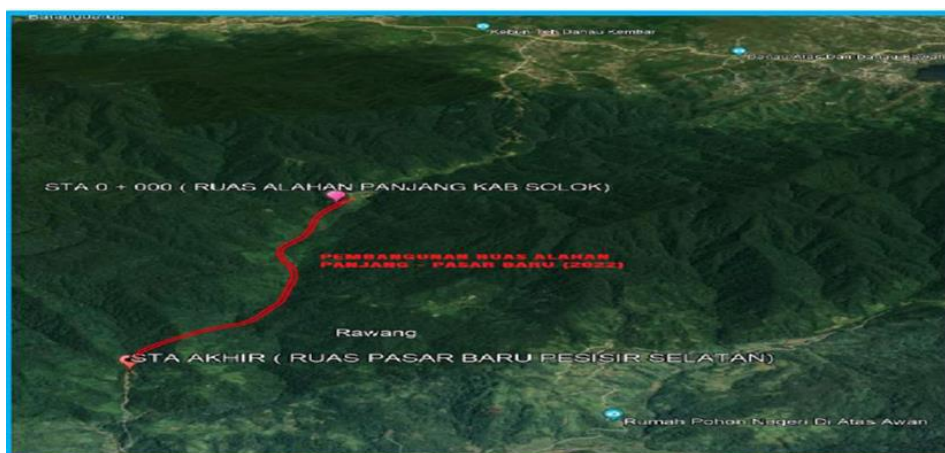 Kebun Teh Danau Kembar
STA 0 + 000 ( RUAS ALAHAN PANJANG KAB SOLOK)
PEMBANGUNAN RUAS ALAHAN
PANJANG - PASAR BARU (2022)
Rawang
STA AKHIR ( RUAS PASAR BARU PESISIR SELATAN)
Rumah Pohon Nageri Di Atas Awan